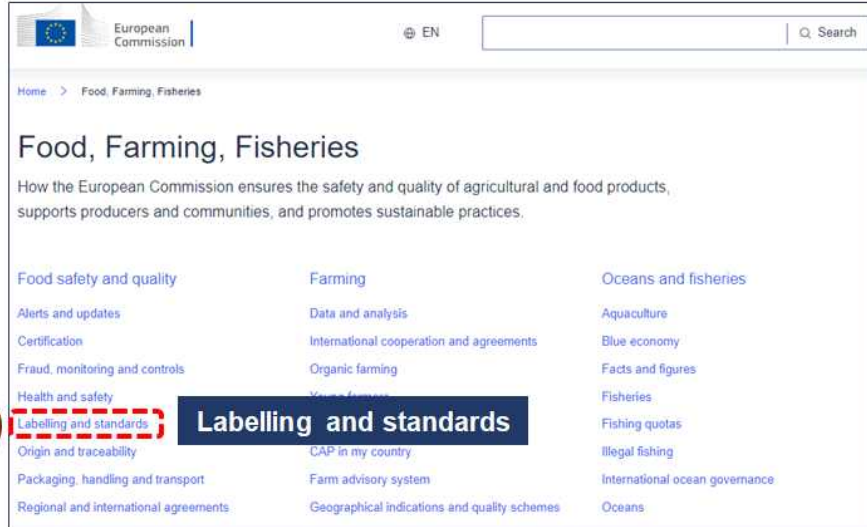 European
Commission
EN
Search
Home > Food, Farming, Fisheries
Food, Farming, Fisheries
How the European Commission ensures the safety and quality of agricultural and food products,
supports producers and communities, and promotes sustainable practices.
Food safety and quality
Alerts and updates
Certification
Fraud, monitoring and controls
Health and safety
Labelling and standards
Origin and traceability
Packaging, handling and transport
Regional and international agreements
Farming
Data and analysis
International cooperation and agreements
Organic farming
Labelling and standards
CAP in my country
Farm advisory system
Geographical indications and quality schemes
Oceans and fisheries
Aquaculture
Blue economy
Facts and figures
Fisheries
Fishing quotas
Illegal fishing
International ocean governance
Oceans